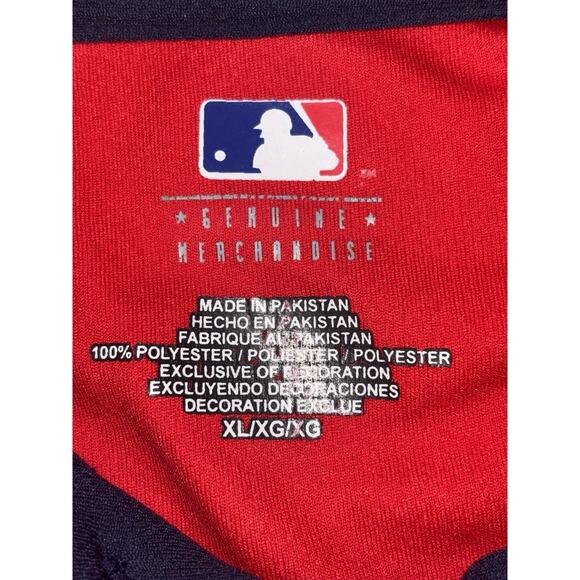 TM
★ GENUINE ★
MERCHANDISE
MADE IN PAKISTAN
HECHO EN PAKISTAN
FABRIQUE AU PAKISTAN
100% POLYESTER / POLIESTER / POLYESTER
EXCLUSIVE OF DECORATION
EXCLUYENDO DECORACIONES
DECORATION EXCLUE
XL/XG/XG